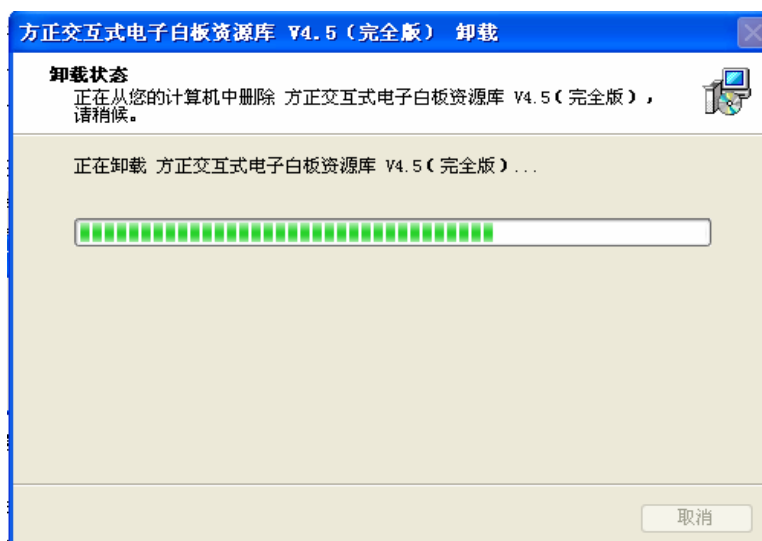 方正交互式电子白板资源库 V4.5（完全版） 卸载
卸载状态
正在从您的计算机中删除 方正交互式电子白板资源库 V4.5(完全版)，
请稍候。
正在卸载 方正交互式电子白板资源库 V4.5(完全版)...
取消